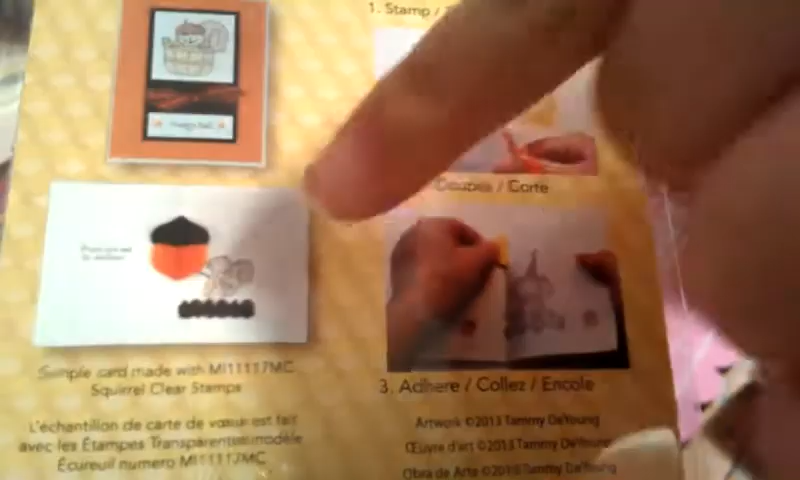 1. Stamp /
Coupez / Corte
3. Adhere / Collez / Encole
Sample card made with MI11117MC
Squirrel Clear Stamps
L'échantillon de carte de vœur est fait
avec les Étampes Transparentes modèle
Écureuil numero MI11117MC
Artwork ©2013 Tammy DeYoung
Œuvre d'art ©2013 Tammy DeYoung
Obra de Arte ©2013 Tammy DeYoung